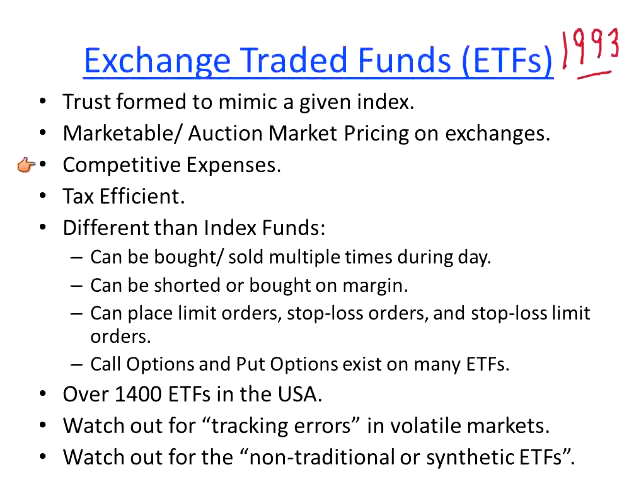 Exchange Traded Funds (ETFs) 1993
• Trust formed to mimic a given index.
• Marketable/ Auction Market Pricing on exchanges.
• Competitive Expenses.
• Tax Efficient.
• Different than Index Funds:
– Can be bought/ sold multiple times during day.
– Can be shorted or bought on margin.
– Can place limit orders, stop-loss orders, and stop-loss limit
orders.
– Call Options and Put Options exist on many ETFs.
• Over 1400 ETFs in the USA.
• Watch out for “tracking errors” in volatile markets.
• Watch out for the “non-traditional or synthetic ETFs”.